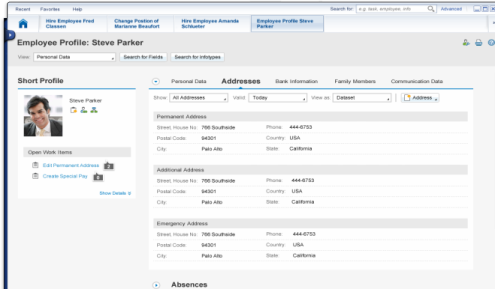 Recent Favorites Help Search for: e.g. task, employee, info Advanced
Hire Employee Fred Classen
Change Position of Marianne Beaufort
Hire Employee Amanda Schlueter
Employee Profile Steve Parker
Employee Profile: Steve Parker
View: Personal Data Search for Fields Search for Infotypes
Short Profile
Steve Parker
Open Work Items
Edit Permanent Address
Create Special Pay
Show Details
Personal Data Addresses Bank Information Family Members Communication Data
Show: All Addresses Valid: Today View as: Dataset Address
Permanent Address
Street, House No. 766 Southside Phone 444-6753
Postal Code 94301 Country USA
City: Palo Alto State California
Additional Address
Street, House No. 766 Southside Phone 444-6753
Postal Code 94301 Country USA
City: Palo Alto State California
Emergency Address
Street, House No. 766 Southside Phone 444-6753
Postal Code 94301 Country USA
City: Palo Alto State California
Absences